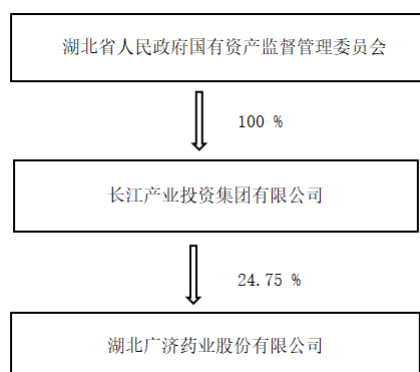 湖北省人民政府国有资产监督管理委员会
100 %
长江产业投资集团有限公司
24.75 %
湖北广济药业股份有限公司